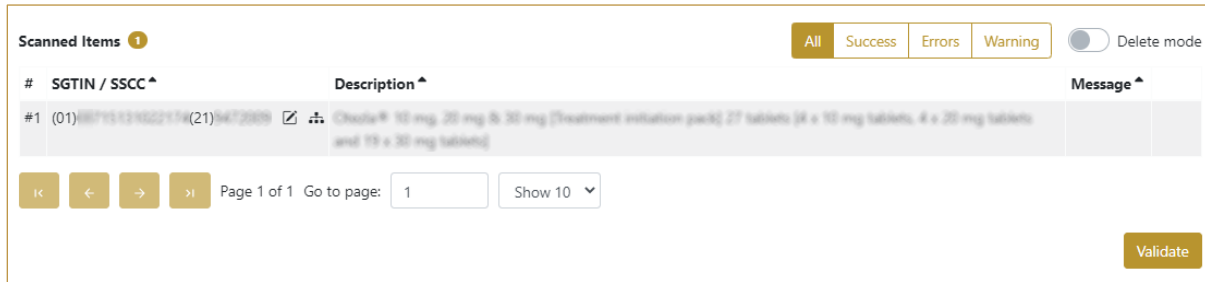 Scanned Items 1 All Success Errors Warning Delete mode
# SGTIN / SSCC Description Message
#1 (01) (21)
Page 1 of 1 Go to page: 1 Show 10
Validate